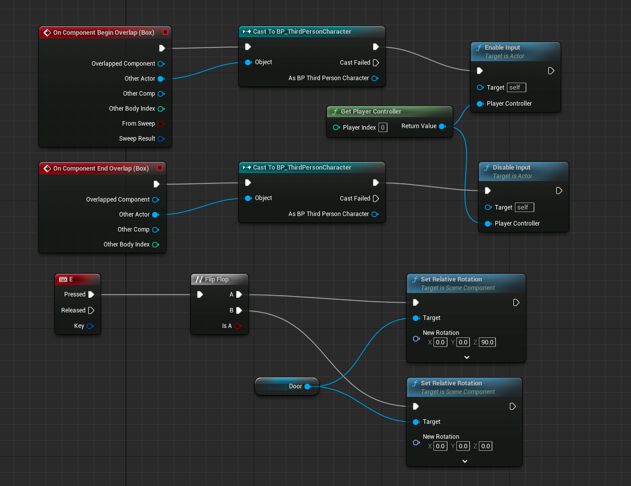 On Component Begin Overlap (Box)
Overlapped Component
Other Actor
Other Comp
Other Body Index
From Sweep
Sweep Result
Cast To BP_ThirdPersonCharacter
Object
Cast Failed
As BP Third Person Character
Enable Input
Target is Actor
Target self
Player Controller
Get Player Controller
Player Index 0
Return Value
On Component End Overlap (Box)
Overlapped Component
Other Actor
Other Comp
Other Body Index
Cast To BP_ThirdPersonCharacter
Object
Cast Failed
As BP Third Person Character
Disable Input
Target is Actor
Target self
Player Controller
E
Pressed
Released
Key
Flip Flop
A
B
Is A
Door
Set Relative Rotation
Target is Scene Component
Target
New Rotation
X 0.0 Y 0.0 Z 90.0
Set Relative Rotation
Target is Scene Component
Target
New Rotation
X 0.0 Y 0.0 Z 0.0